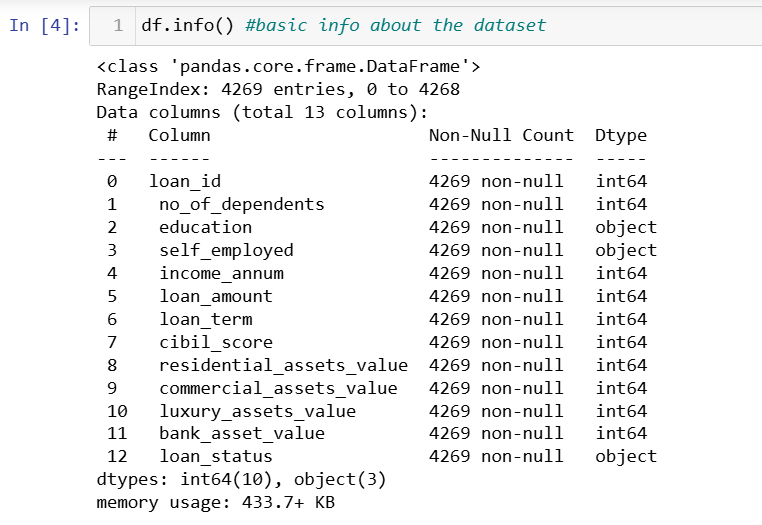 In [4]: 1 df.info() #basic info about the dataset
<class 'pandas.core.frame.DataFrame'>
RangeIndex: 4269 entries, 0 to 4268
Data columns (total 13 columns):
 #   Column                    Non-Null Count  Dtype
---  ------                    --------------  -----
 0   loan_id                   4269 non-null   int64
 1    no_of_dependents         4269 non-null   int64
 2    education                4269 non-null   object
 3    self_employed            4269 non-null   object
 4    income_annum             4269 non-null   int64
 5    loan_amount              4269 non-null   int64
 6    loan_term                4269 non-null   int64
 7    cibil_score              4269 non-null   int64
 8    residential_assets_value 4269 non-null   int64
 9    commercial_assets_value  4269 non-null   int64
 10   luxury_assets_value      4269 non-null   int64
 11   bank_asset_value         4269 non-null   int64
 12   loan_status              4269 non-null   object
dtypes: int64(10), object(3)
memory usage: 433.7+ KB